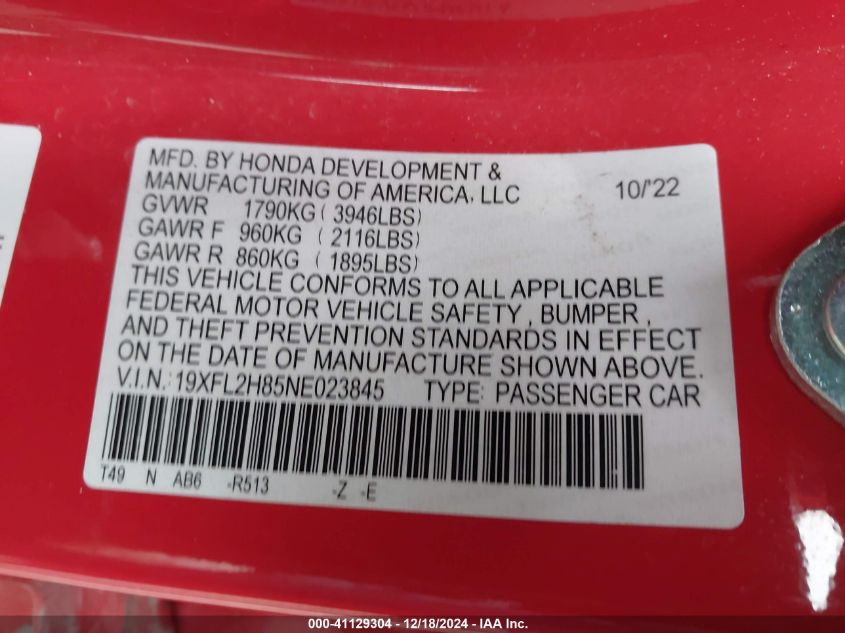 MFD. BY HONDA DEVELOPMENT &
MANUFACTURING OF AMERICA, LLC 10/'22
GVWR 1790KG ( 3946LBS)
GAWR F 960KG ( 2116LBS)
GAWR R 860KG ( 1895LBS)
THIS VEHICLE CONFORMS TO ALL APPLICABLE
FEDERAL MOTOR VEHICLE SAFETY , BUMPER ,
AND THEFT PREVENTION STANDARDS IN EFFECT
ON THE DATE OF MANUFACTURE SHOWN ABOVE.
V.I.N.: 19XFL2H85NE023845 TYPE: PASSENGER CAR
T49 N AB6 -R513 -Z -E
000-41129304 - 12/18/2024 - IAA Inc.